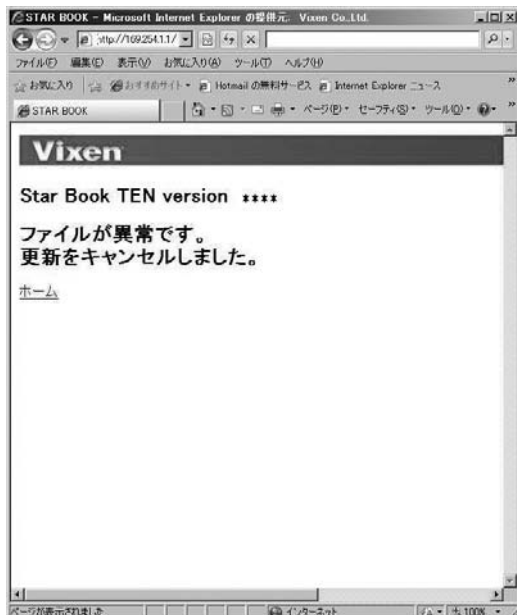 STAR BOOK - Microsoft Internet Explorer の提供元: Vixen Co.,Ltd.
http://169.254.1.1/
ファイル(F) 編集(E) 表示(V) お気に入り(A) ツール(T) ヘルプ(H)
お気に入り おすすめサイト Hotmail の無料サービス Internet Explorer ニュース
STAR BOOK ページ(P) セーフティ(S) ツール(O)
Vixen
Star Book TEN version ****
ファイルが異常です。
更新をキャンセルしました。
ホーム
ページが表示されました インターネット 100%